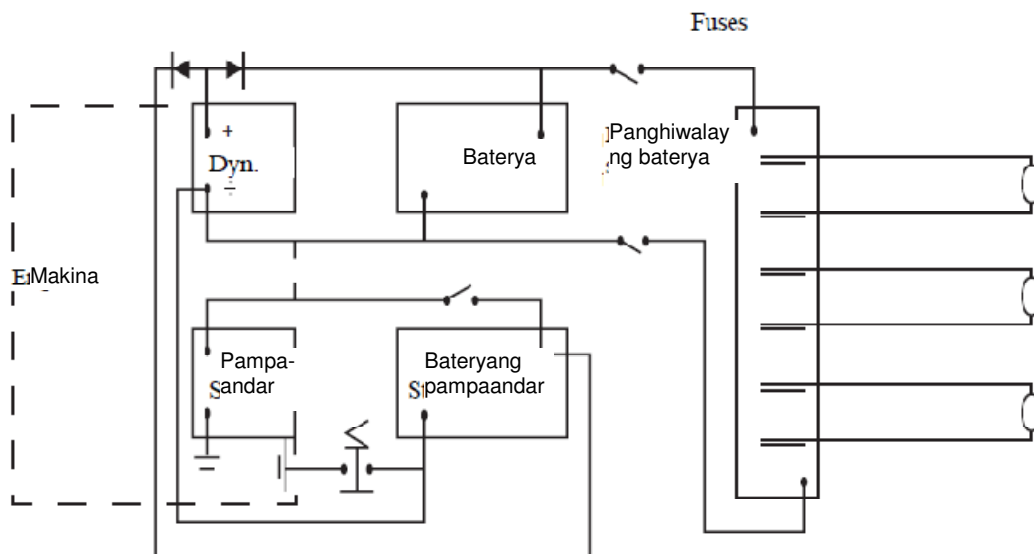 Fuses
+
Dyn.
Baterya
Panghiwalay
ng baterya
Makina
Pampa-
andar
Bateryang
pampaandar